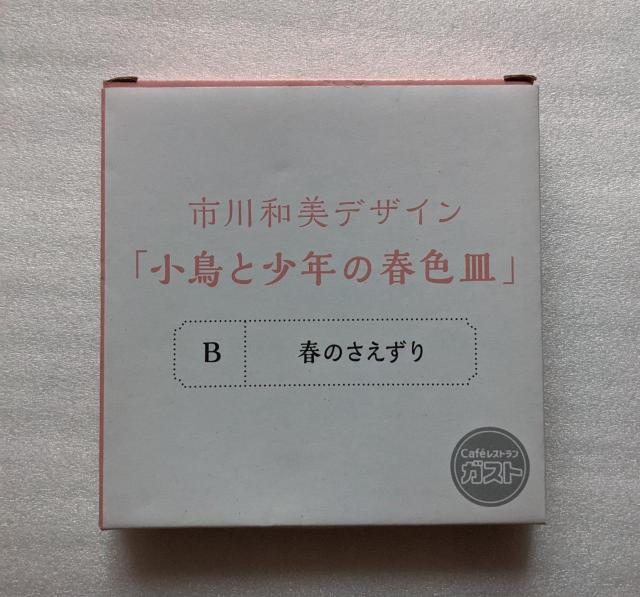 市川和美デザイン
「小鳥と少年の春色皿」
B 春のさえずり
Caféレストラン
ガスト